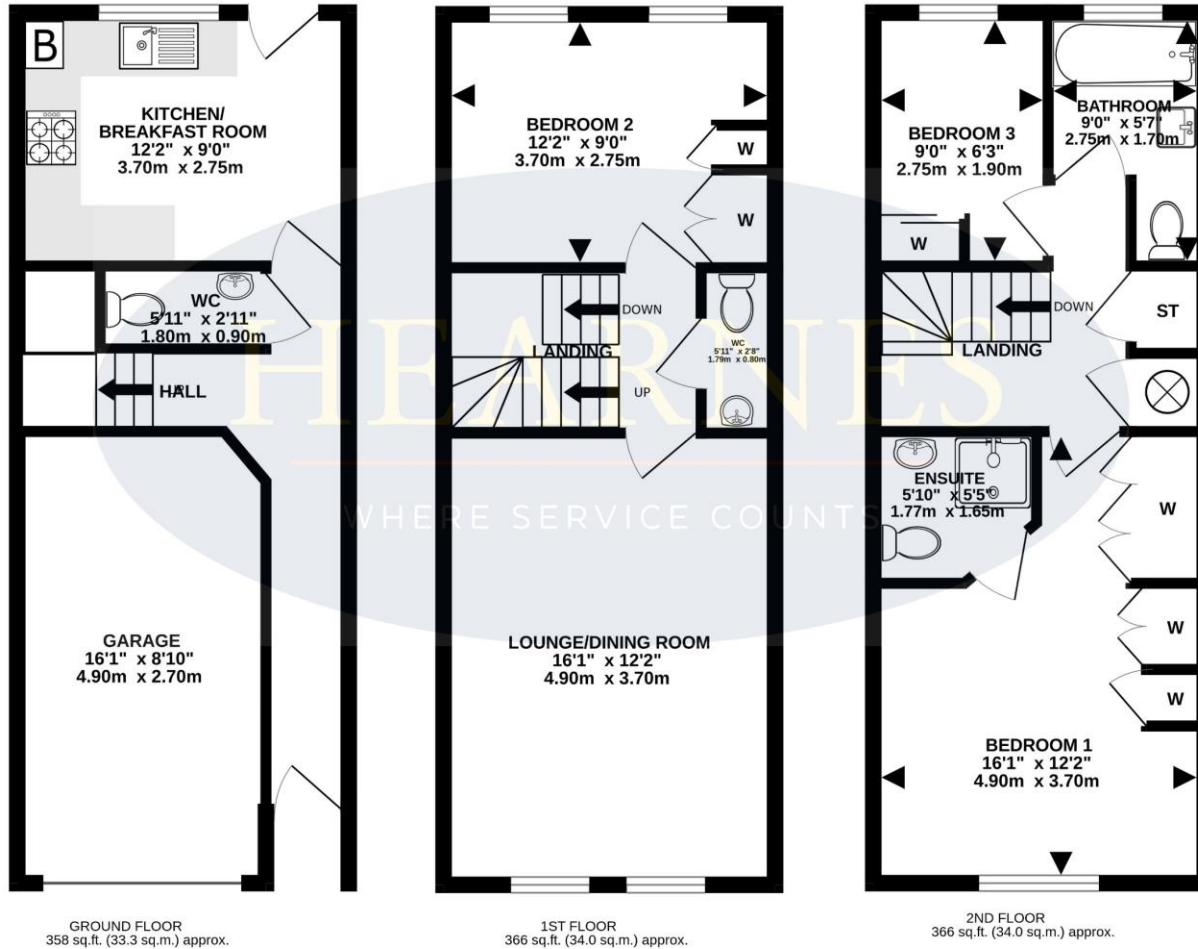 B
KITCHEN/
BREAKFAST ROOM
12'2" x 9'0"
3.70m x 2.75m
WC
5'11" x 2'11"
1.80m x 0.90m
HALL
GARAGE
16'1" x 8'10"
4.90m x 2.70m
GROUND FLOOR
358 sq.ft. (33.3 sq.m.) approx.
BEDROOM 2
12'2" x 9'0"
3.70m x 2.75m
W
W
DOWN
LANDING
UP
WC
5'11" x 2'8"
1.79m x 0.80m
LOUNGE/DINING ROOM
16'1" x 12'2"
4.90m x 3.70m
1ST FLOOR
366 sq.ft. (34.0 sq.m.) approx.
BEDROOM 3
9'0" x 6'3"
2.75m x 1.90m
W
BATHROOM
9'0" x 5'7"
2.75m x 1.70m
DOWN
LANDING
ST
ENSUITE
5'10" x 5'5"
1.77m x 1.65m
W
W
W
BEDROOM 1
16'1" x 12'2"
4.90m x 3.70m
2ND FLOOR
366 sq.ft. (34.0 sq.m.) approx.
HEARNES
WHERE SERVICE COUNTS